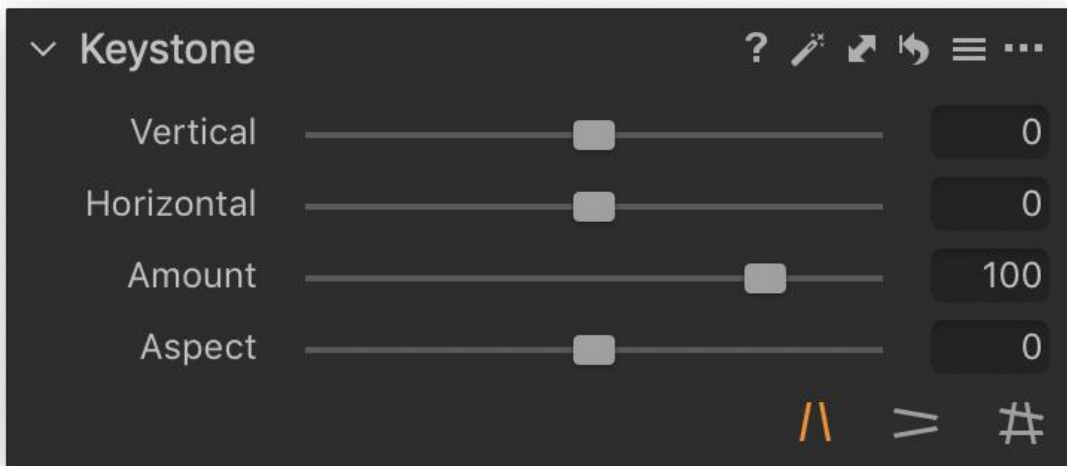 Keystone ?
Vertical 0
Horizontal 0
Amount 100
Aspect 0